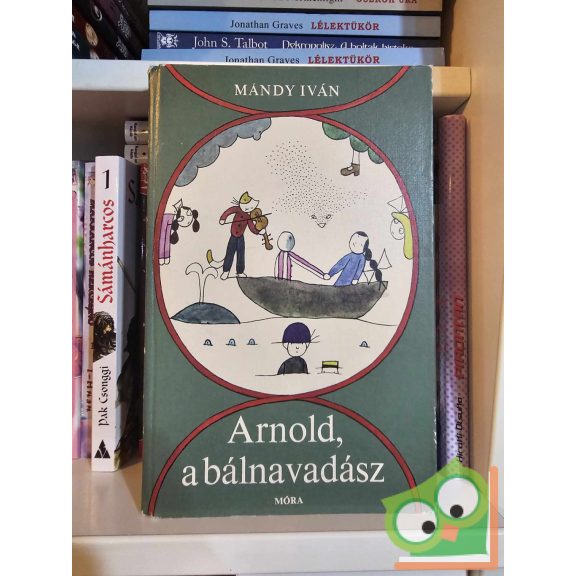 Jonathan Graves LÉLEKTÜKÖR
John S. Talbot
Jonathan Graves LÉLEKTÜKÖR
MÁNDY IVÁN
Arnold,
a bálnavadász
MÓRA
1
Sámánharcos
Pak Csonggi